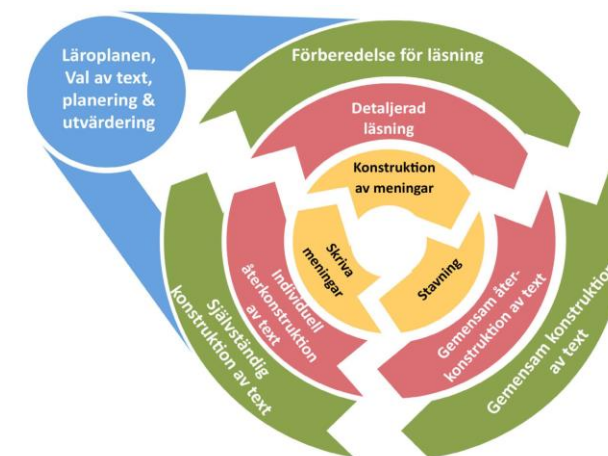 Läroplanen,
Val av text,
planering &
utvärdering
Förberedelse för läsning
Detaljerad
läsning
Konstruktion
av meningar
Stavning
Skriva
meningar
Gemensam åter-
konstruktion av text
Individuell
återkonstruktion
av text
Gemensam konstruktion
av text
Självständig
konstruktion av text